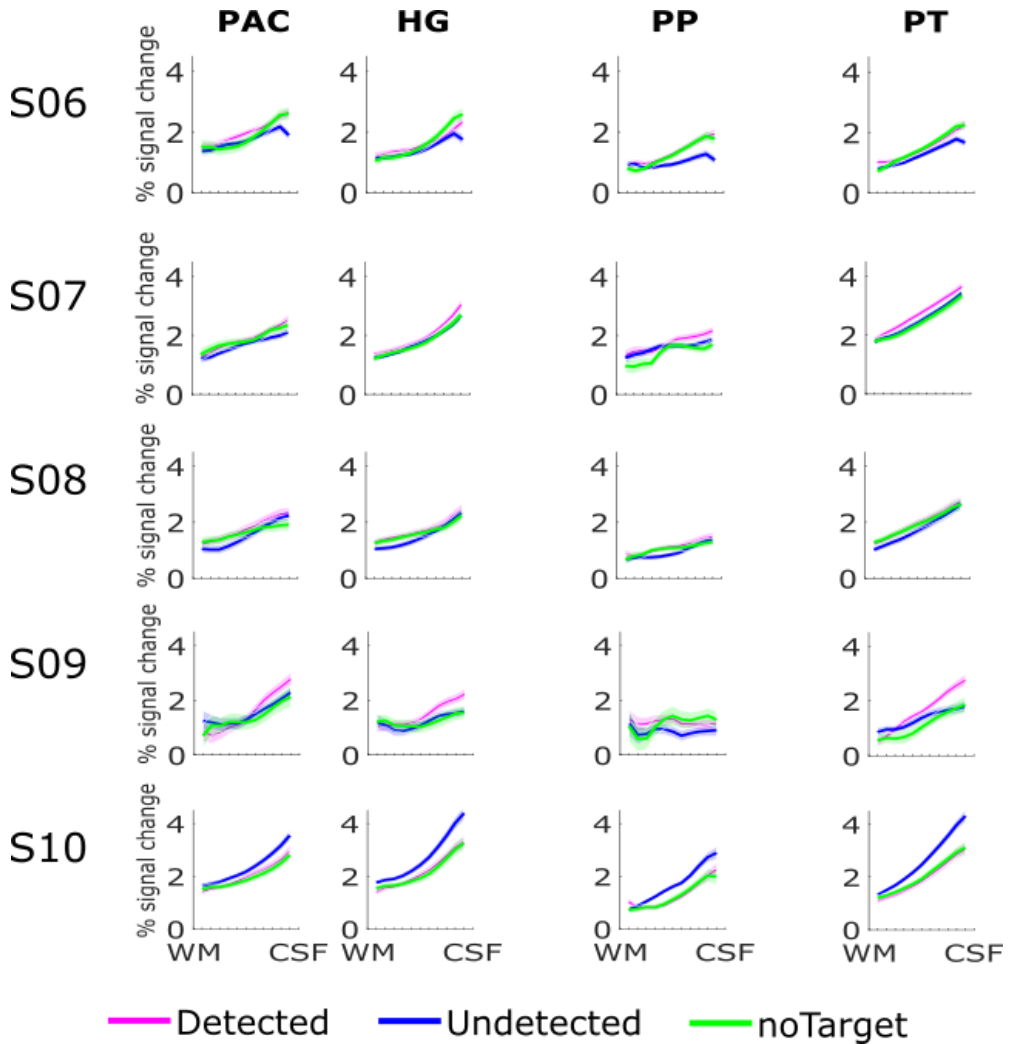 PAC HG PP PT
S06
% signal change
4 4 4 4
2 2 2 2
0 0 0 0
S07
% signal change
4 4 4 4
2 2 2 2
0 0 0 0
S08
% signal change
4 4 4 4
2 2 2 2
0 0 0 0
S09
% signal change
4 4 4 4
2 2 2 2
0 0 0 0
S10
% signal change
4 4 4 4
2 2 2 2
0 0 0 0
WM CSF WM CSF WM CSF WM CSF
Detected Undetected noTarget